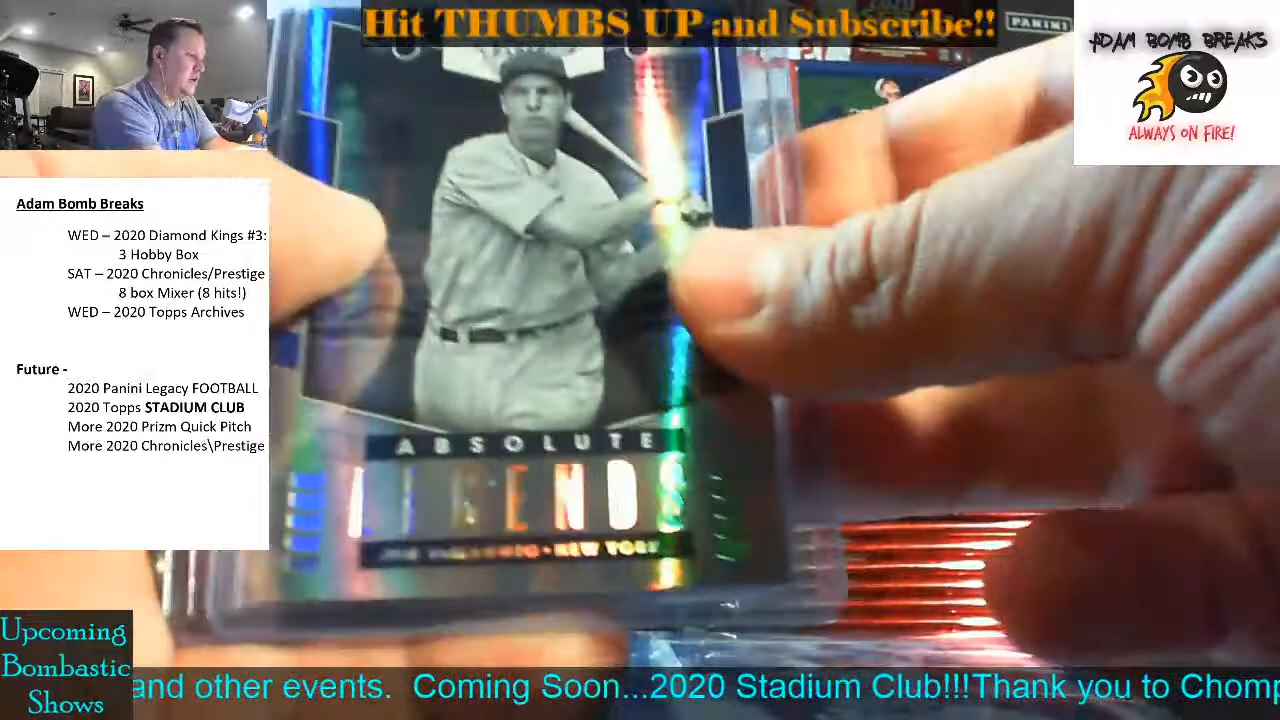 Hit THUMBS UP and Subscribe!!
PANINI
ADAM BOMB BREAKS
ALWAYS ON FIRE!
Adam Bomb Breaks
WED – 2020 Diamond Kings #3:
3 Hobby Box
SAT – 2020 Chronicles/Prestige
8 box Mixer (8 hits!)
WED – 2020 Topps Archives
Future -
2020 Panini Legacy FOOTBALL
2020 Topps STADIUM CLUB
More 2020 Prizm Quick Pitch
More 2020 Chronicles\Prestige
ABSOLUTE
LEGENDS
NEW YORK
Upcoming
Bombastic
Shows
and other events. Coming Soon...2020 Stadium Club!!!Thank you to Chomp